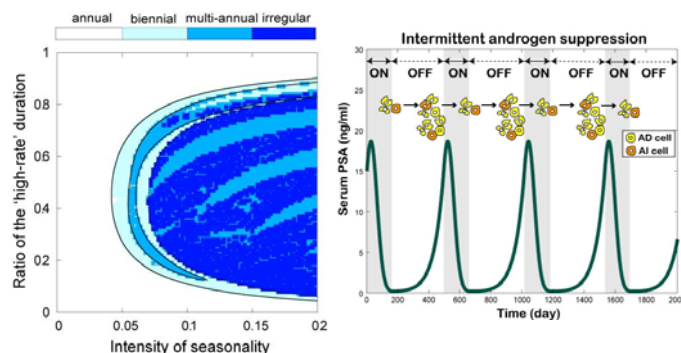 annual biennial multi-annual irregular
Ratio of the 'high-rate' duration
1
0.8
0.6
0.4
0.2
0
0 0.05 0.1 0.15 0.2
Intensity of seasonality
Intermittent androgen suppression
Serum PSA (ng/ml)
30
25
20
15
10
5
0
ON OFF ON OFF ON OFF ON OFF
AD cell
AI cell
0 200 400 600 800 1000 1200 1400 1600 1800 2000
Time (day)